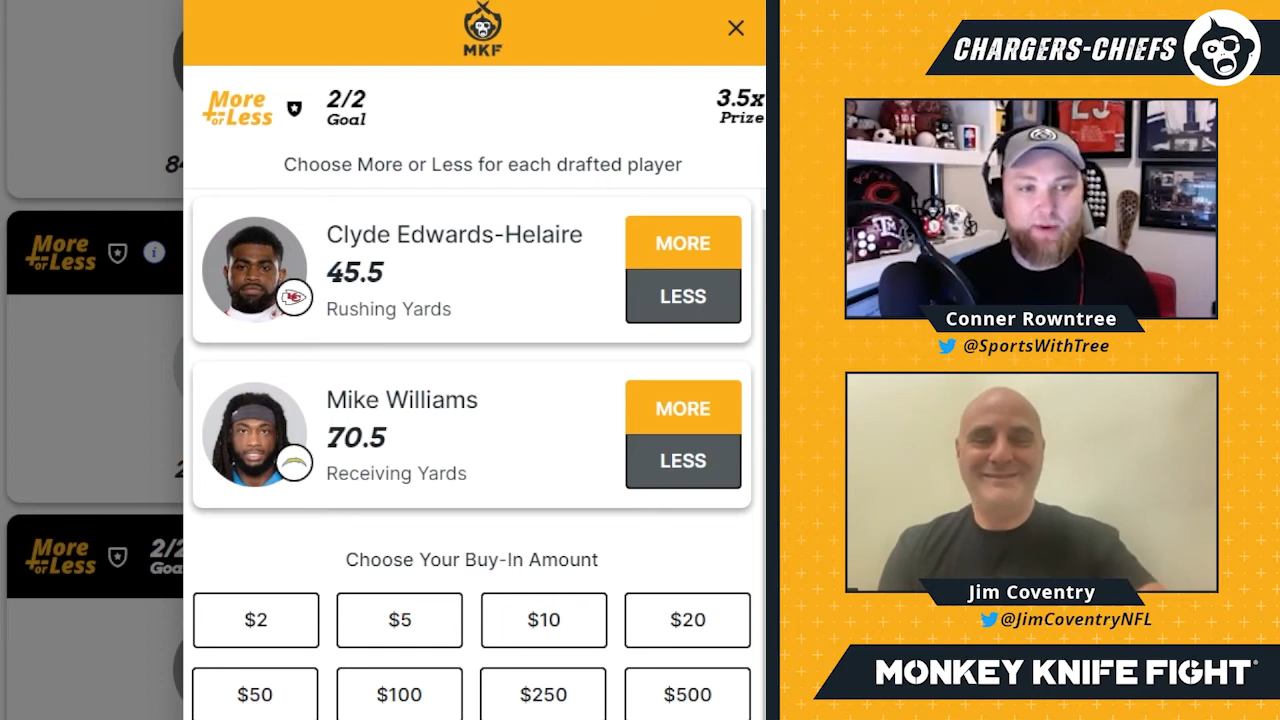 MKF
More
or Less
2/2
Goal
3.5x
Prize
Choose More or Less for each drafted player
Clyde Edwards-Helaire
45.5
Rushing Yards
MORE
LESS
Mike Williams
70.5
Receiving Yards
MORE
LESS
Choose Your Buy-In Amount
$2
$5
$10
$20
$50
$100
$250
$500
More
or Less
More
or Less
2/2
CHARGERS-CHIEFS
Conner Rowntree
@SportsWithTree
Jim Coventry
@JimCoventryNFL
MONKEY KNIFE FIGHT